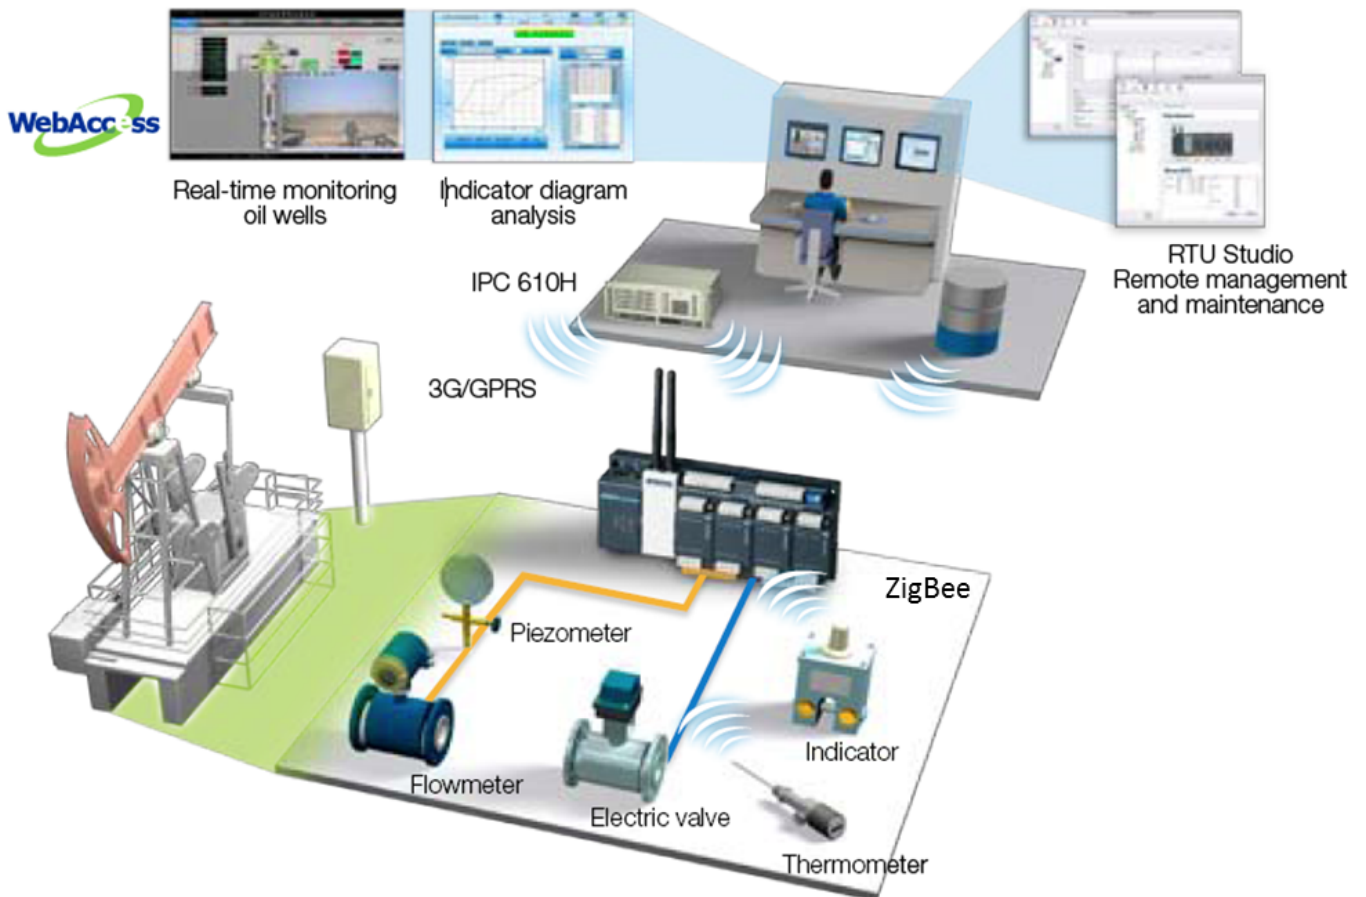 WebAccess
Real-time monitoring
oil wells
Indicator diagram
analysis
RTU Studio
Remote management
and maintenance
IPC 610H
3G/GPRS
ZigBee
Piezometer
Indicator
Flowmeter
Electric valve
Thermometer